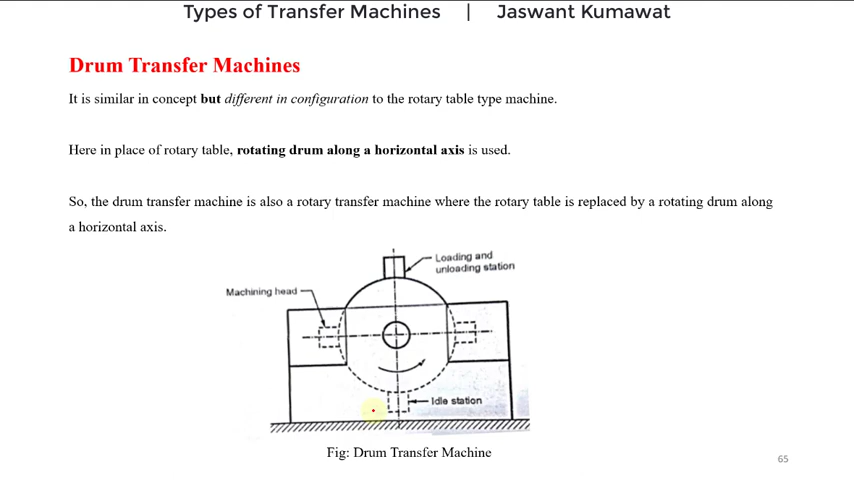 Types of Transfer Machines | Jaswant Kumawat
Drum Transfer Machines
It is similar in concept but different in configuration to the rotary table type machine.
Here in place of rotary table, rotating drum along a horizontal axis is used.
So, the drum transfer machine is also a rotary transfer machine where the rotary table is replaced by a rotating drum along
a horizontal axis.
Loading and
unloading station
Machining head
Idle station
Fig: Drum Transfer Machine
65